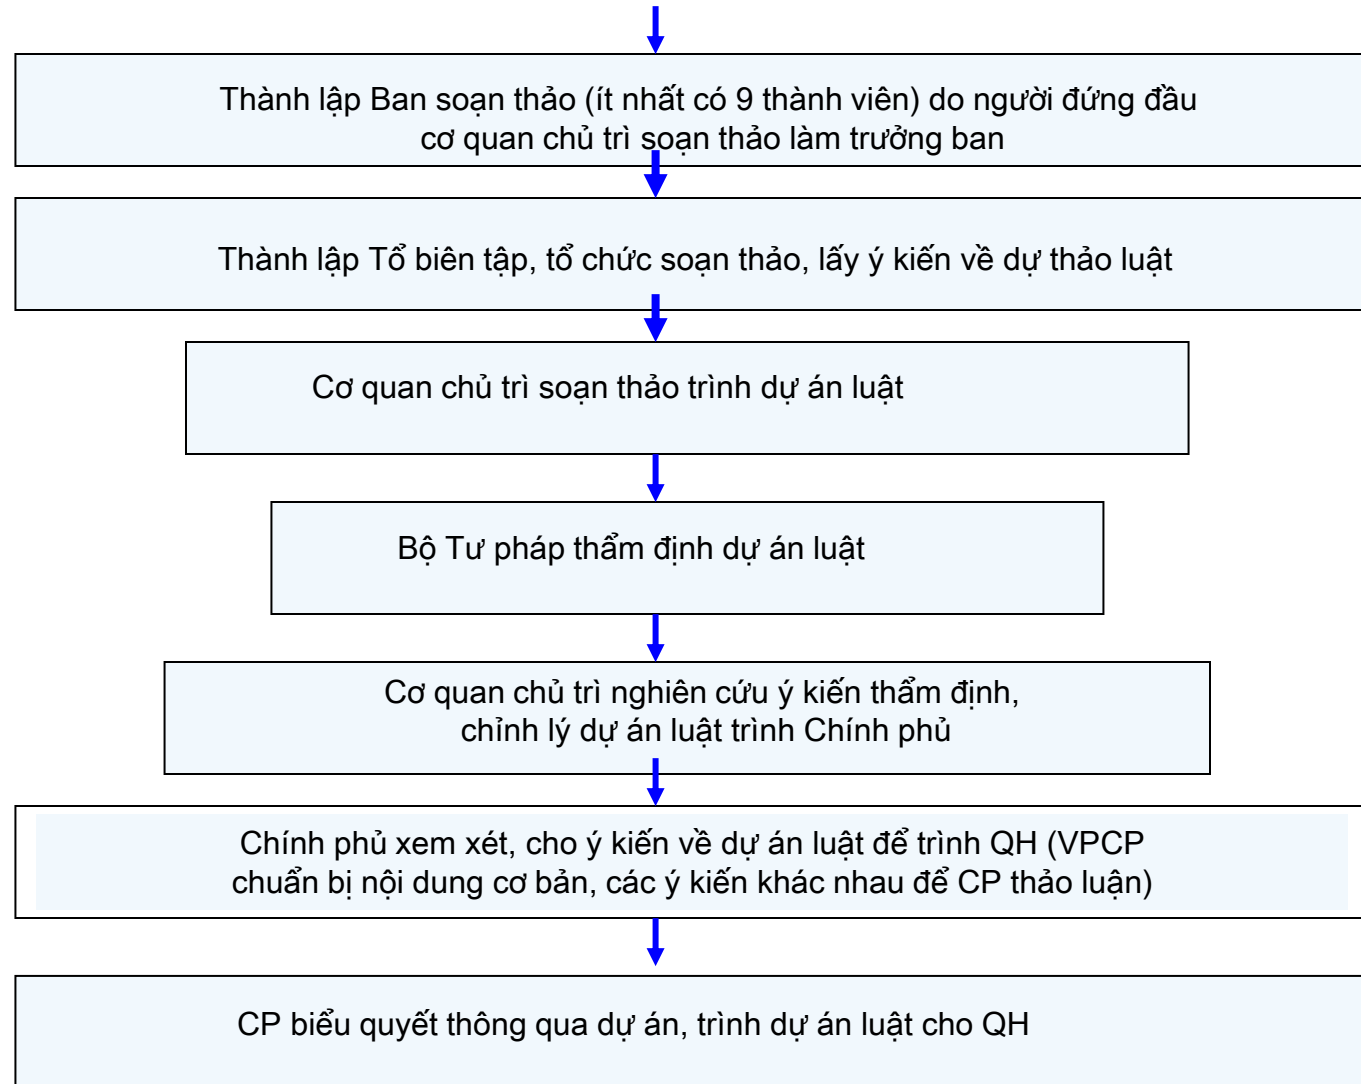 Thành lập Ban soạn thảo (ít nhất có 9 thành viên) do người đứng đầu
cơ quan chủ trì soạn thảo làm trưởng ban
Thành lập Tổ biên tập, tổ chức soạn thảo, lấy ý kiến về dự thảo luật
Cơ quan chủ trì soạn thảo trình dự án luật
Bộ Tư pháp thẩm định dự án luật
Cơ quan chủ trì nghiên cứu ý kiến thẩm định,
chỉnh lý dự án luật trình Chính phủ
Chính phủ xem xét, cho ý kiến về dự án luật để trình QH (VPCP
chuẩn bị nội dung cơ bản, các ý kiến khác nhau để CP thảo luận)
CP biểu quyết thông qua dự án, trình dự án luật cho QH